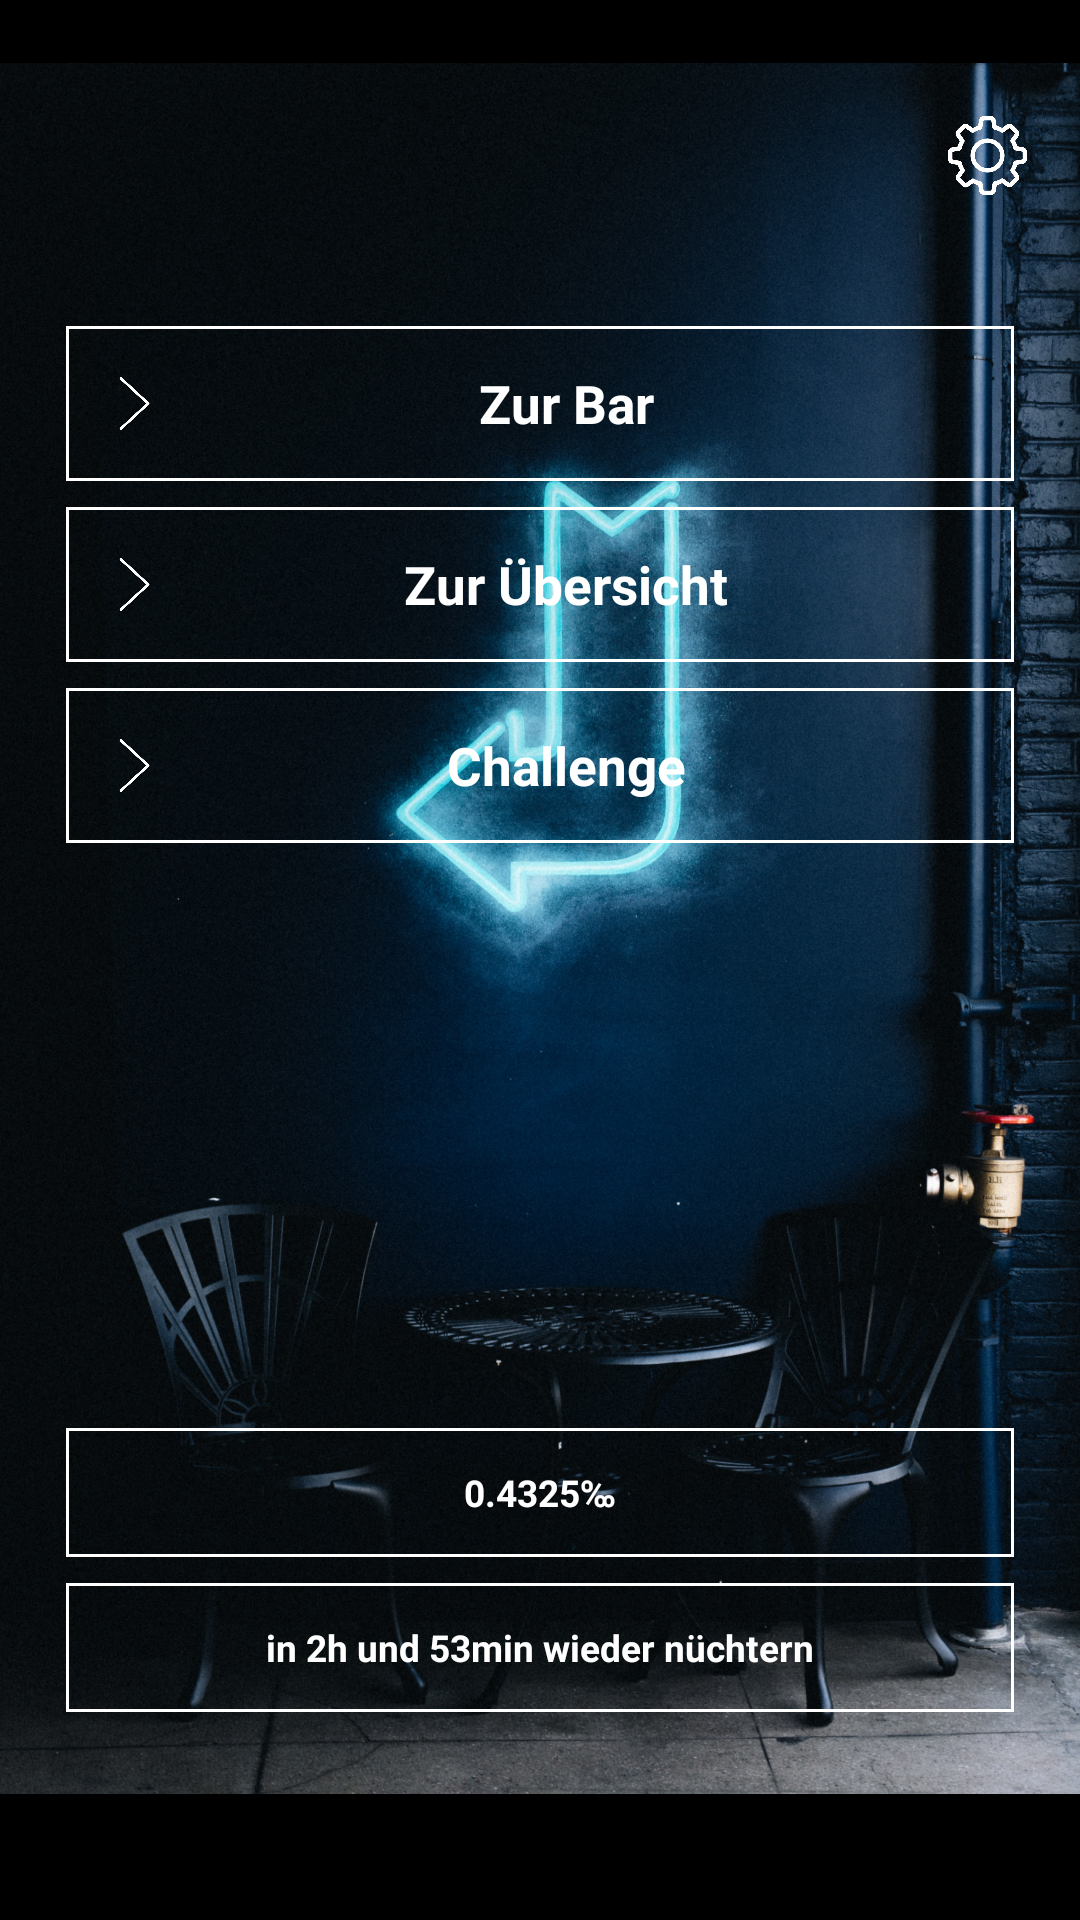 Zur Bar
Zur Übersicht
Challenge
0.4325‰
in 2h und 53min wieder nüchtern